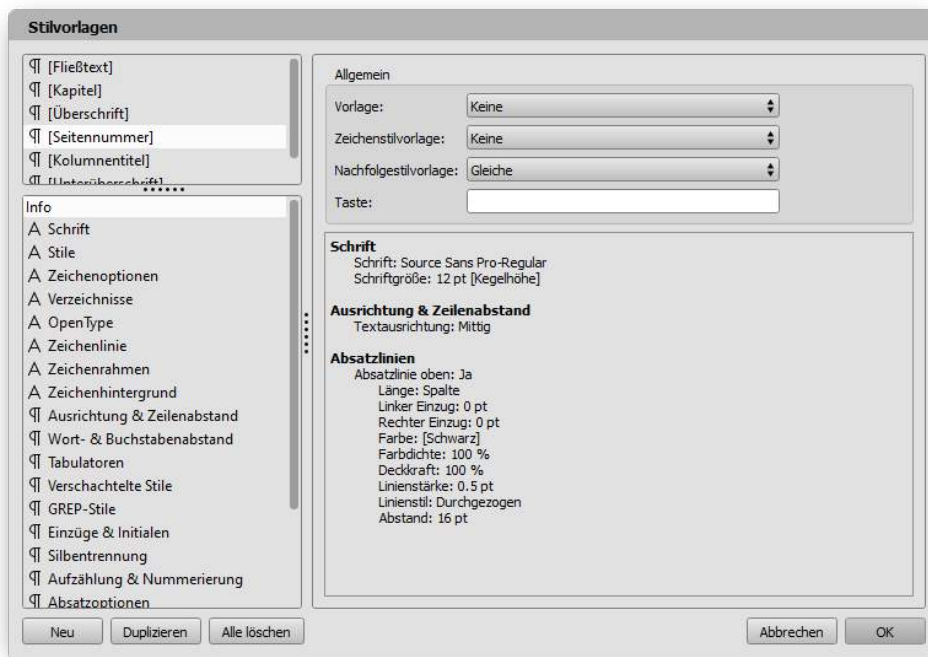 Stilvorlagen
¶ [Fließtext]
¶ [Kapitel]
¶ [Überschrift]
¶ [Seitennummer]
¶ [Kolumnentitel]
¶ [Unterüberschrift]
Info
A Schrift
A Stile
A Zeichenoptionen
A Verzeichnisse
A OpenType
A Zeichenlinie
A Zeichenrahmen
A Zeichenhintergrund
¶ Ausrichtung & Zeilenabstand
¶ Wort- & Buchstabenabstand
¶ Tabulatoren
¶ Verschachtelte Stile
¶ GREP-Stile
¶ Einzüge & Initialen
¶ Silbentrennung
¶ Aufzählung & Nummerierung
¶ Absatzoptionen
Allgemein
Vorlage: Keine
Zeichenstilvorlage: Keine
Nachfolgestilvorlage: Gleiche
Taste:
Schrift
Schrift: Source Sans Pro-Regular
Schriftgröße: 12 pt [Kegelhöhe]
Ausrichtung & Zeilenabstand
Textausrichtung: Mittig
Absatzlinien
Absatzlinie oben: Ja
Länge: Spalte
Linker Einzug: 0 pt
Rechter Einzug: 0 pt
Farbe: [Schwarz]
Farbdichte: 100 %
Deckkraft: 100 %
Linienstärke: 0.5 pt
Linienstil: Durchgezogen
Abstand: 16 pt
Neu Duplizieren Alle löschen Abbrechen OK